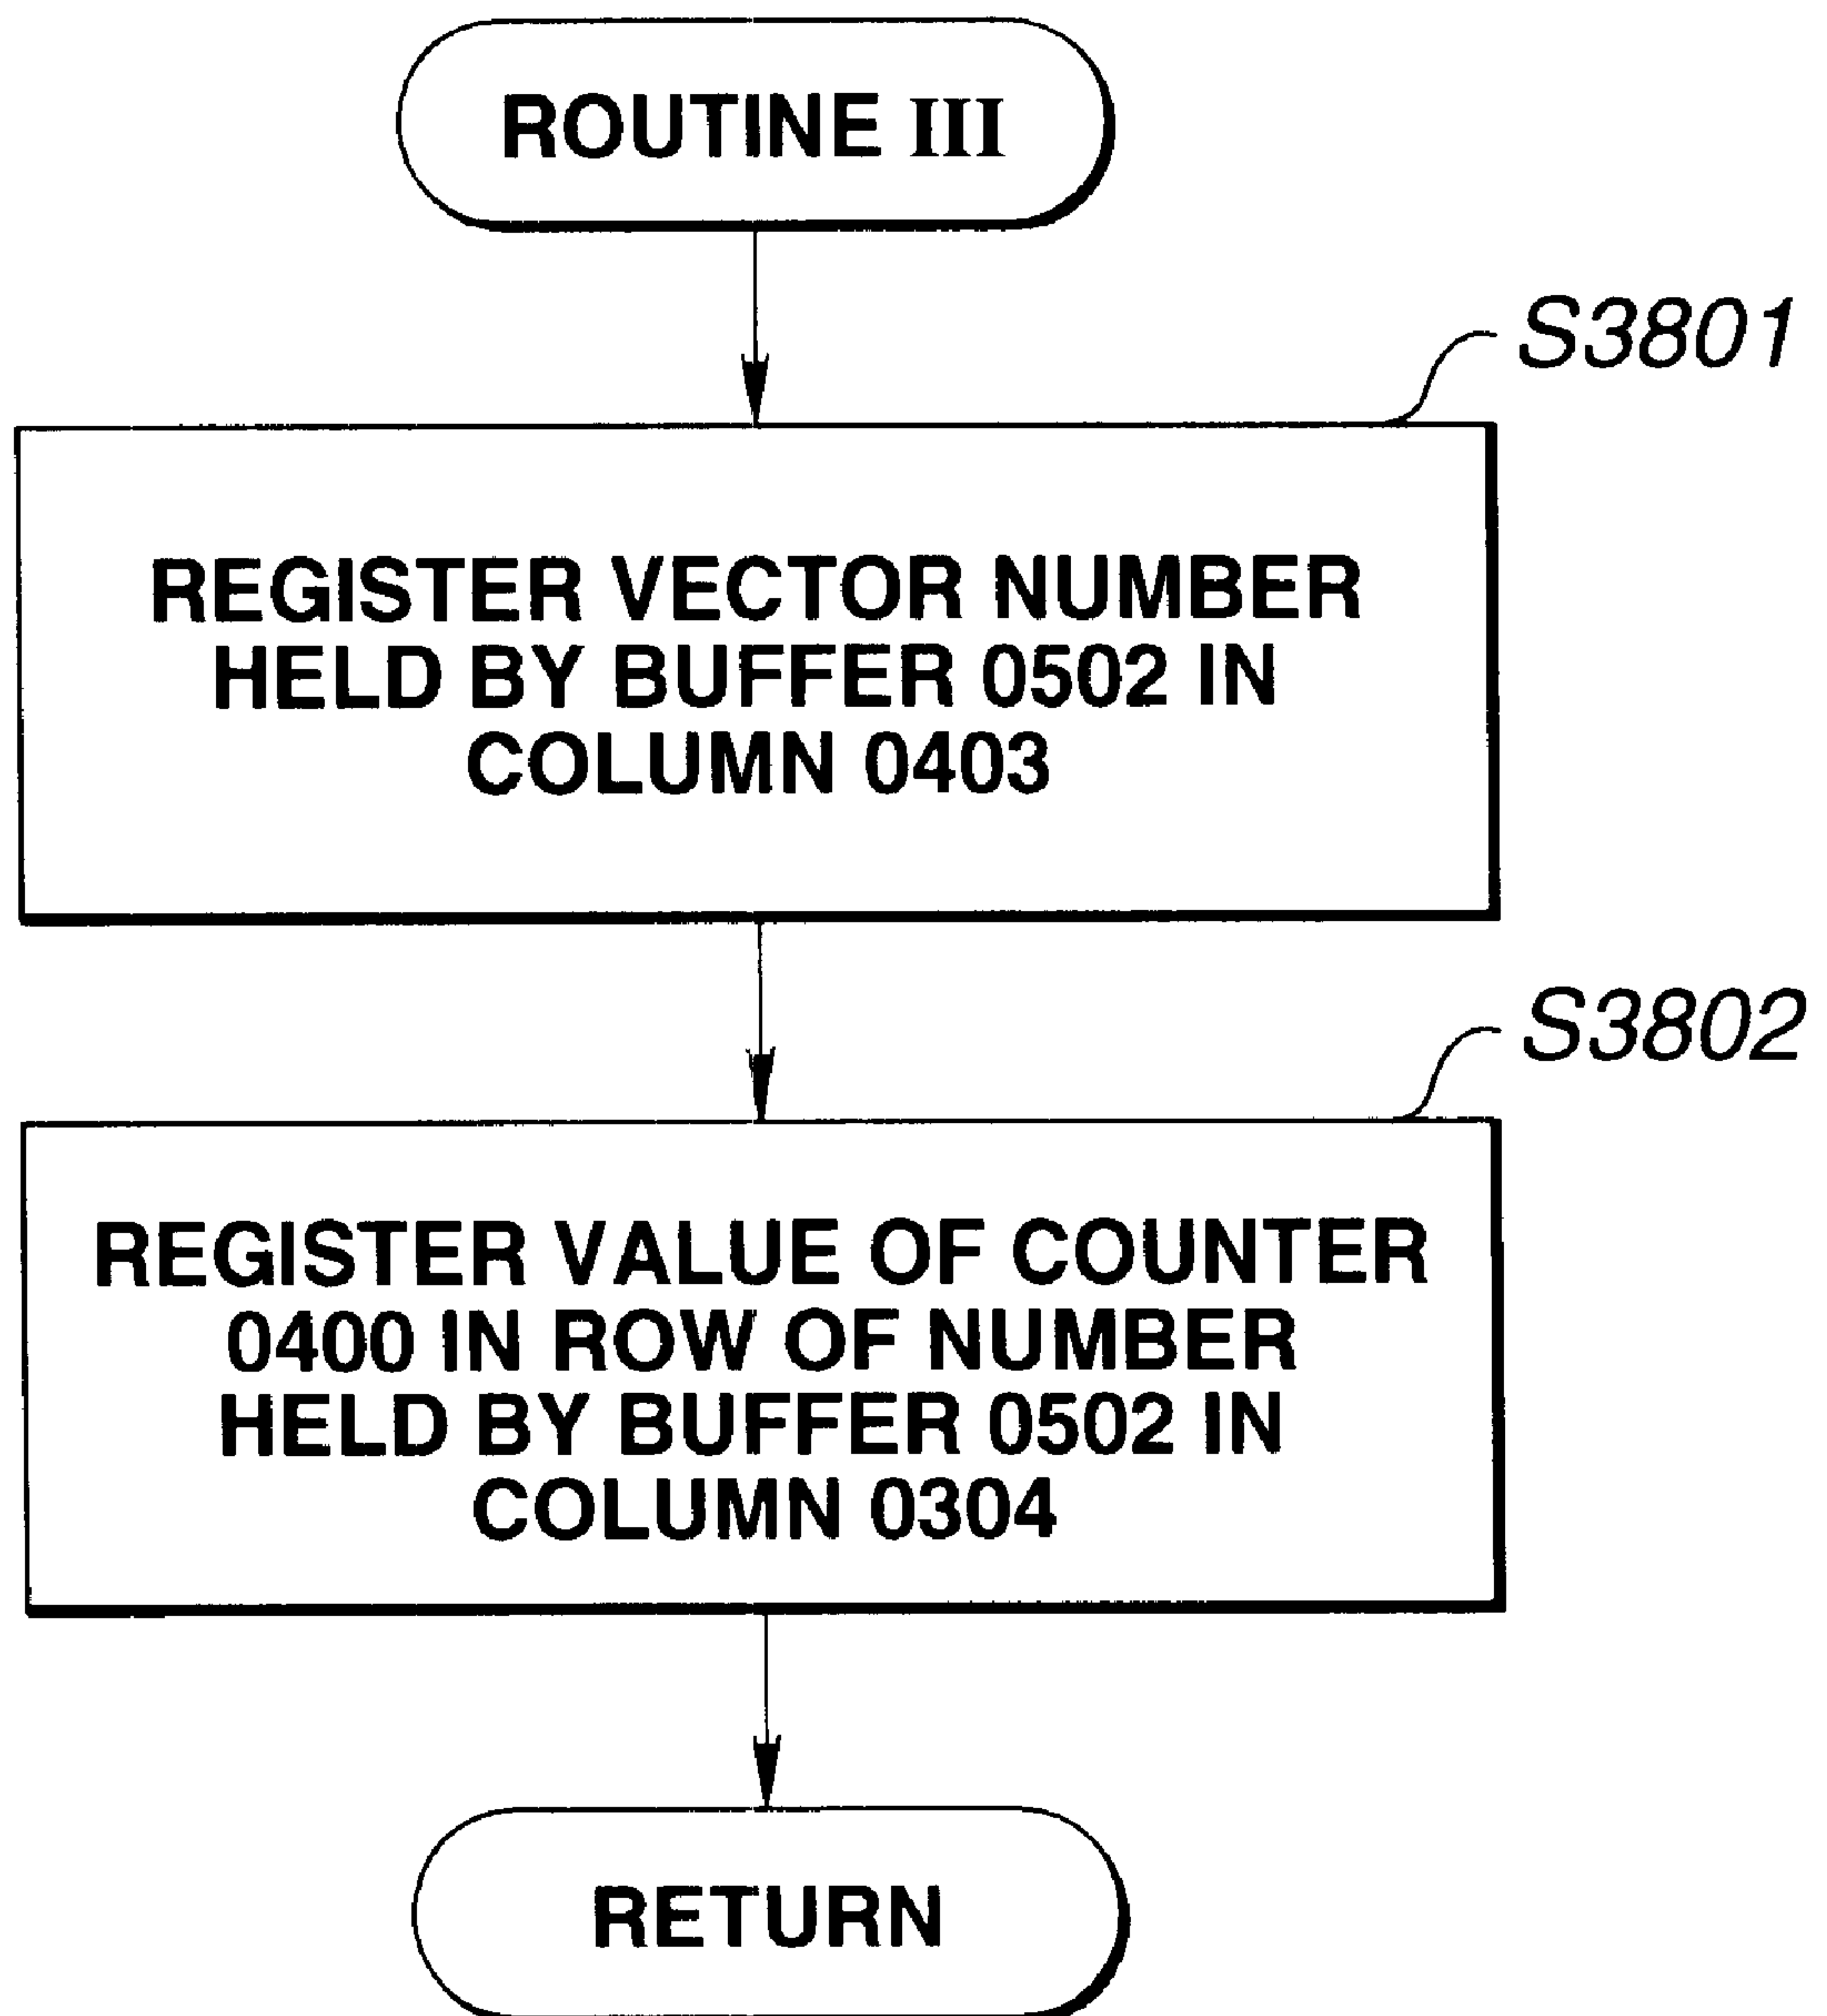 ROUTINE III
S3801
REGISTER VECTOR NUMBER
HELD BY BUFFER 0502 IN
COLUMN 0403
S3802
REGISTER VALUE OF COUNTER
0400 IN ROW OF NUMBER
HELD BY BUFFER 0502 IN
COLUMN 0304
RETURN